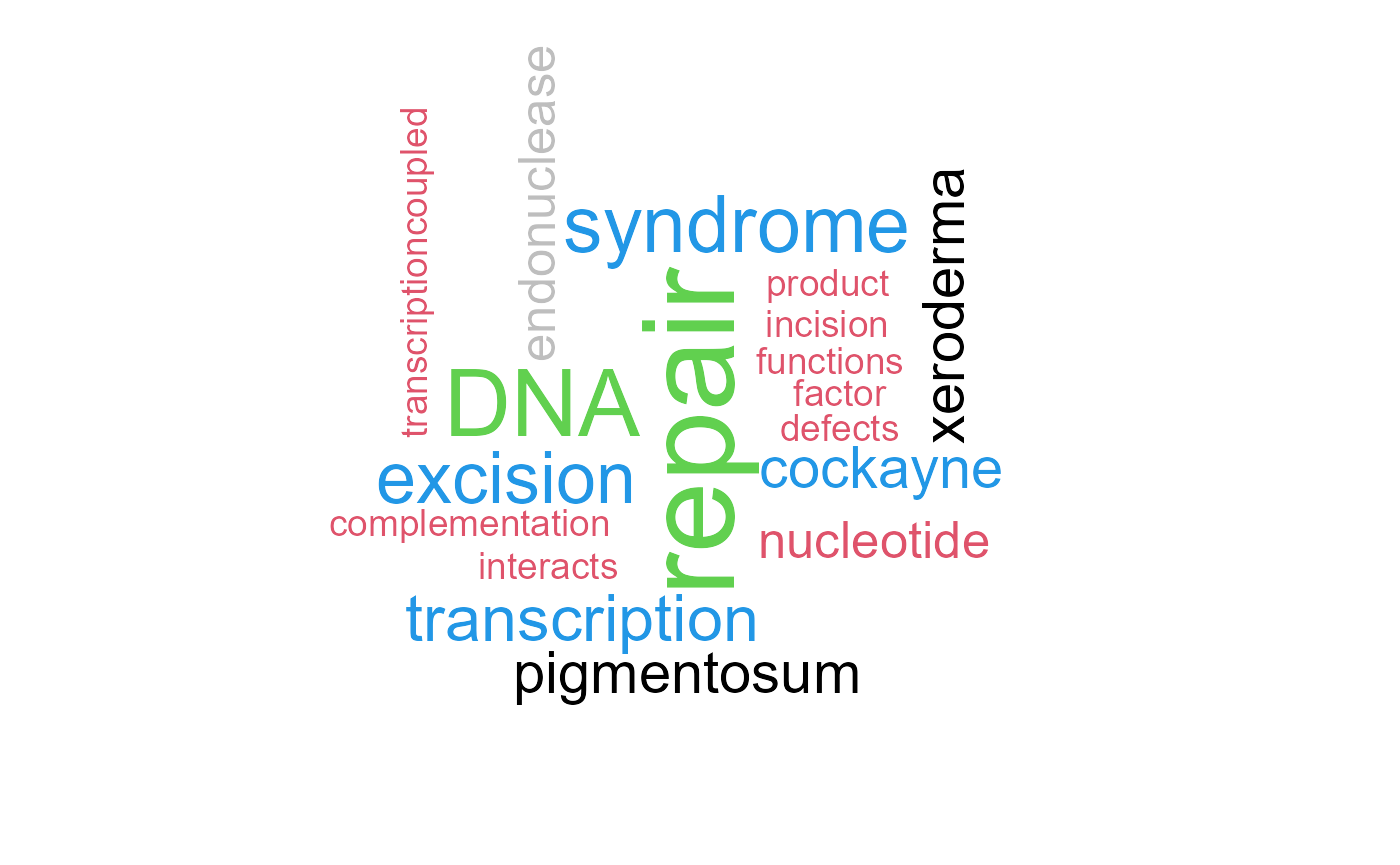 endonuclease
transcriptioncoupled
syndrome
xeroderma
product
repair
incision
functions
DNA
factor
defects
cockayne
excision
complementation
nucleotide
interacts
transcription
pigmentosum